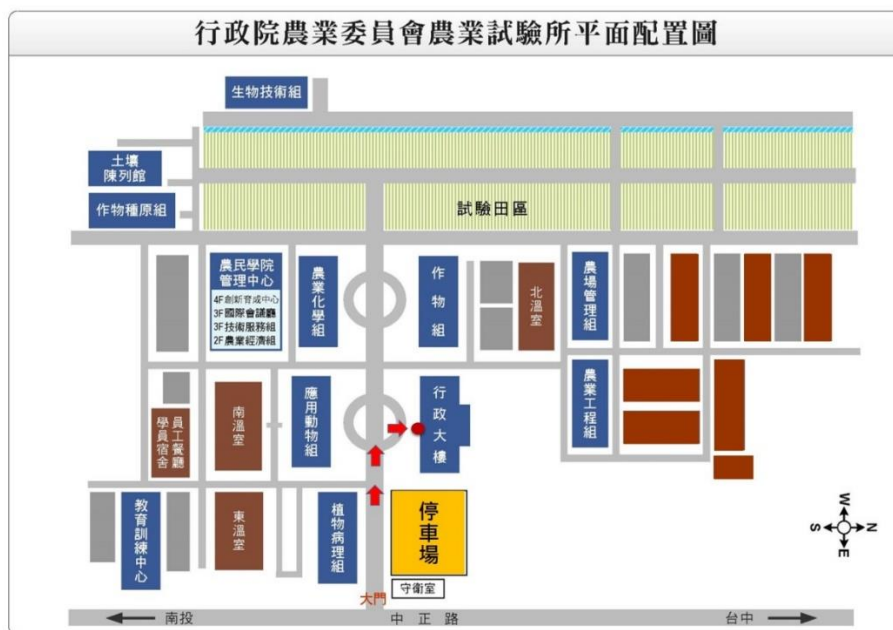 行政院農業委員會農業試驗所平面配置圖
生物技術組
土壤
陳列館
作物種原組
試驗田區
農民學院
管理中心
4F創新育成中心
3F國際會議廳
3F技術服務組
2F農業經濟組
農業化學組
作物組
北溫室
農場管理組
員工餐廳
學員宿舍
南溫室
應用動物組
行政大樓
農業工程組
教育訓練中心
東溫室
植物病理組
停車場
守衛室
大門
W
S
N
E
南投
中正路
台中